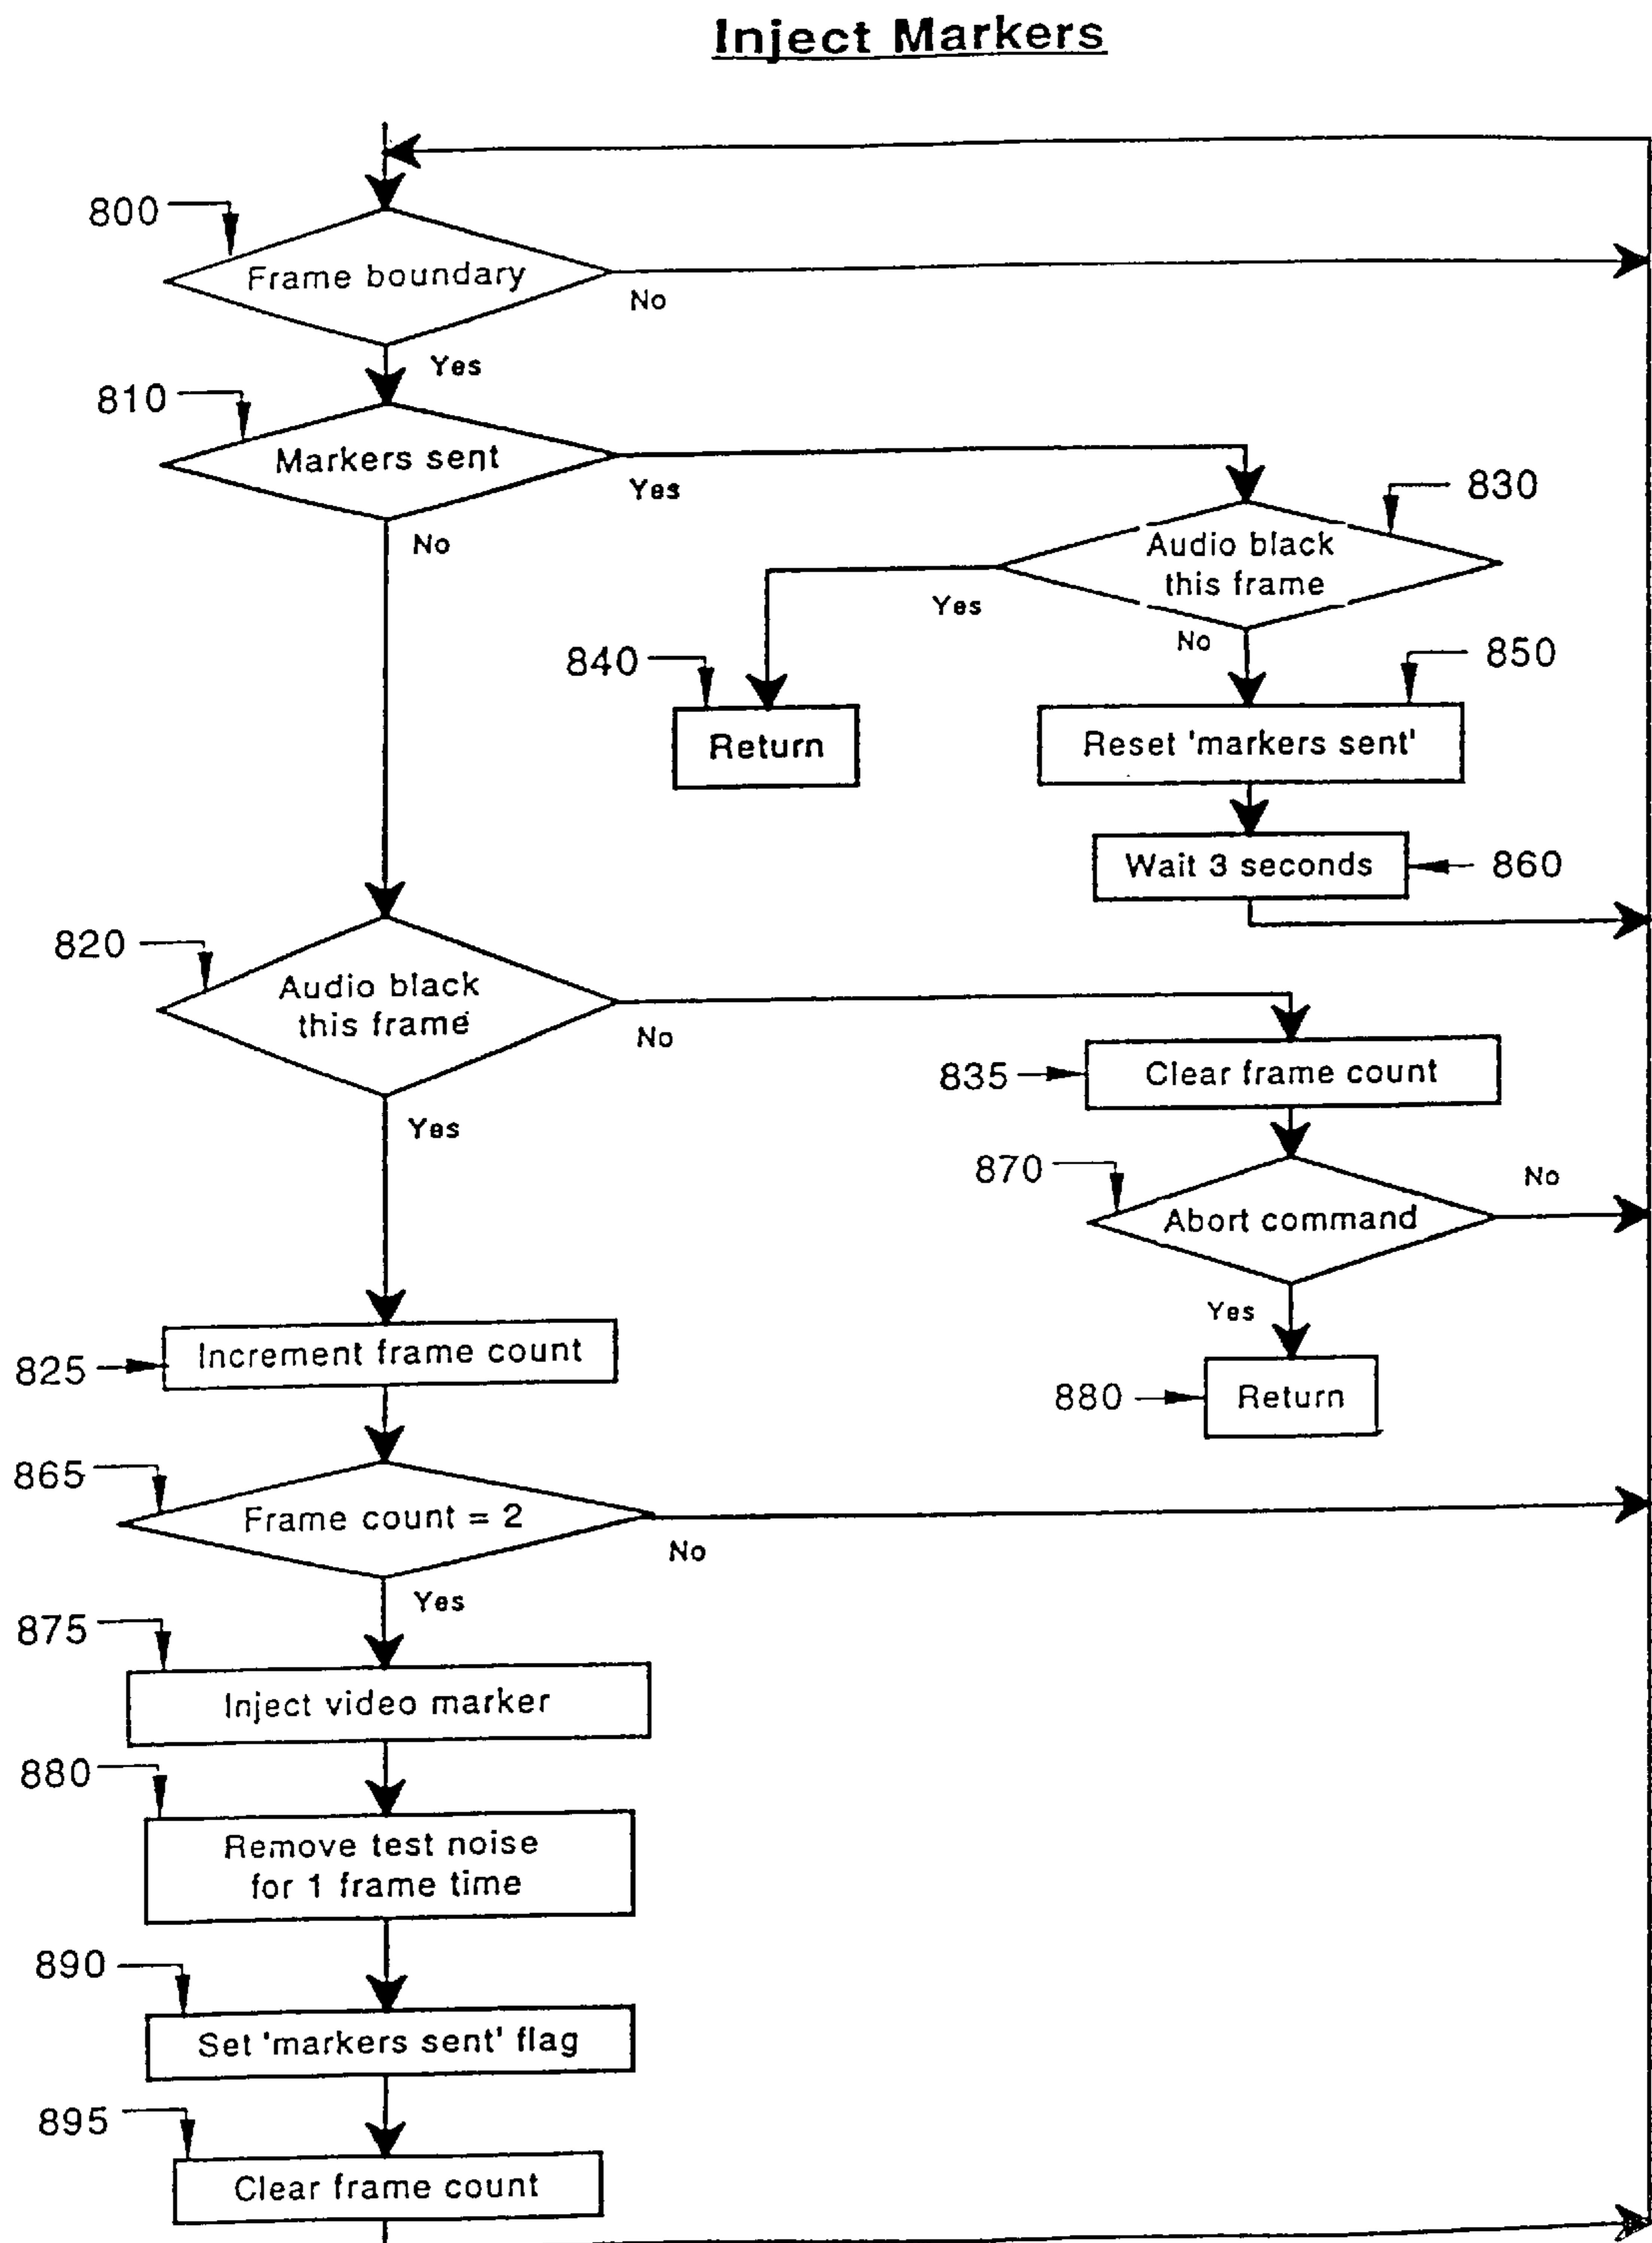 Inject Markers
800
Frame boundary
No
Yes
810
Markers sent
Yes
No
830
Audio black
this frame
Yes
No
840
Return
850
Reset 'markers sent'
Wait 3 seconds
860
820
Audio black
this frame
No
Yes
835
Clear frame count
870
Abort command
No
Yes
880
Return
825
Increment frame count
865
Frame count = 2
No
Yes
875
Inject video marker
880
Remove test noise
for 1 frame time
890
Set 'markers sent' flag
895
Clear frame count